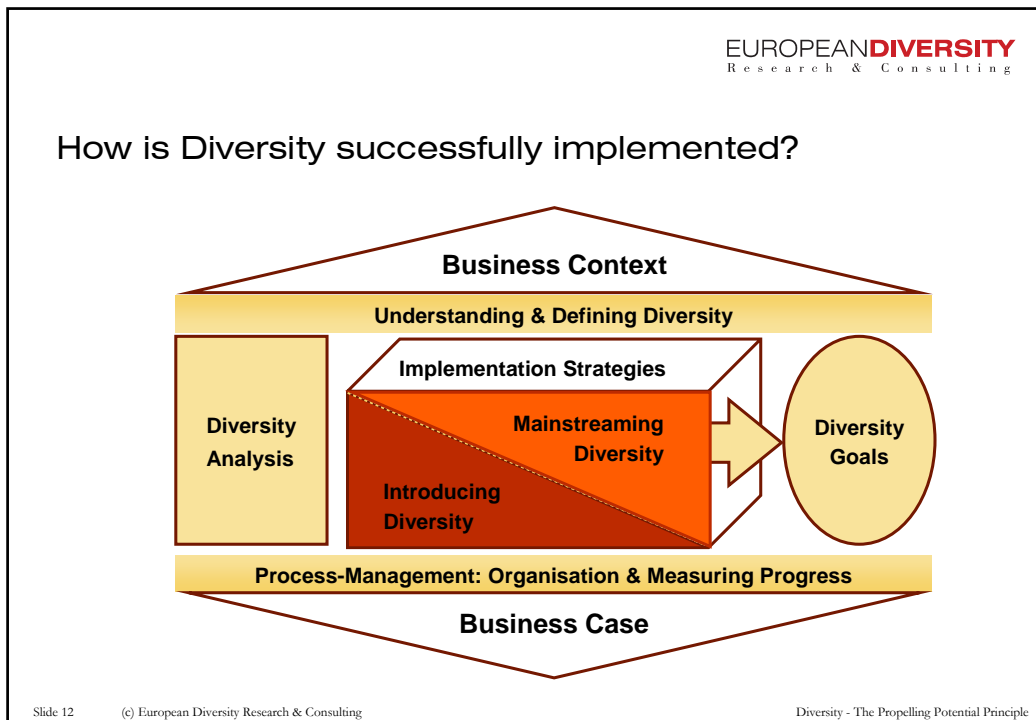 EUROPEANDIVERSITY
Research & Consulting
How is Diversity successfully implemented?
Business Context
Understanding & Defining Diversity
Implementation Strategies
Diversity
Analysis
Mainstreaming
Diversity
Introducing
Diversity
Diversity
Goals
Process-Management: Organisation & Measuring Progress
Business Case
Slide 12 (c) European Diversity Research & Consulting Diversity - The Propelling Potential Principle